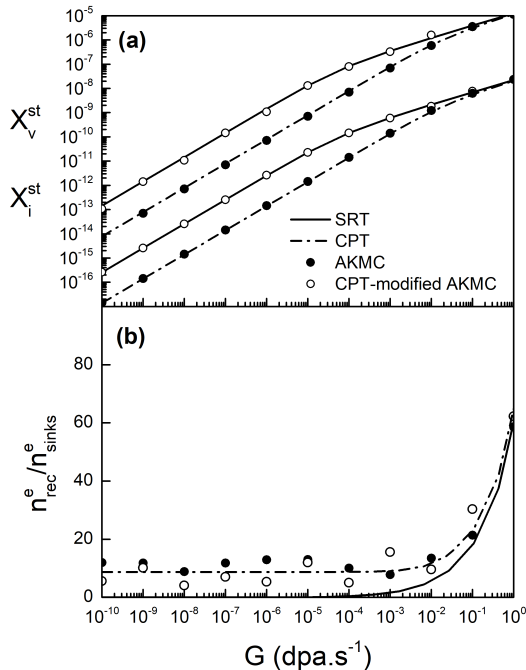 (a)
10^-5
10^-6
10^-7
10^-8
10^-9
10^-10
10^-11
10^-12
10^-13
10^-14
10^-15
10^-16
X_v^st
X_i^st
SRT
CPT
AKMC
CPT-modified AKMC
(b)
80
60
40
20
0
n_rec^e/n_sinks^e
10^-10 10^-9 10^-8 10^-7 10^-6 10^-5 10^-4 10^-3 10^-2 10^-1 10^0
G (dpa.s^-1)